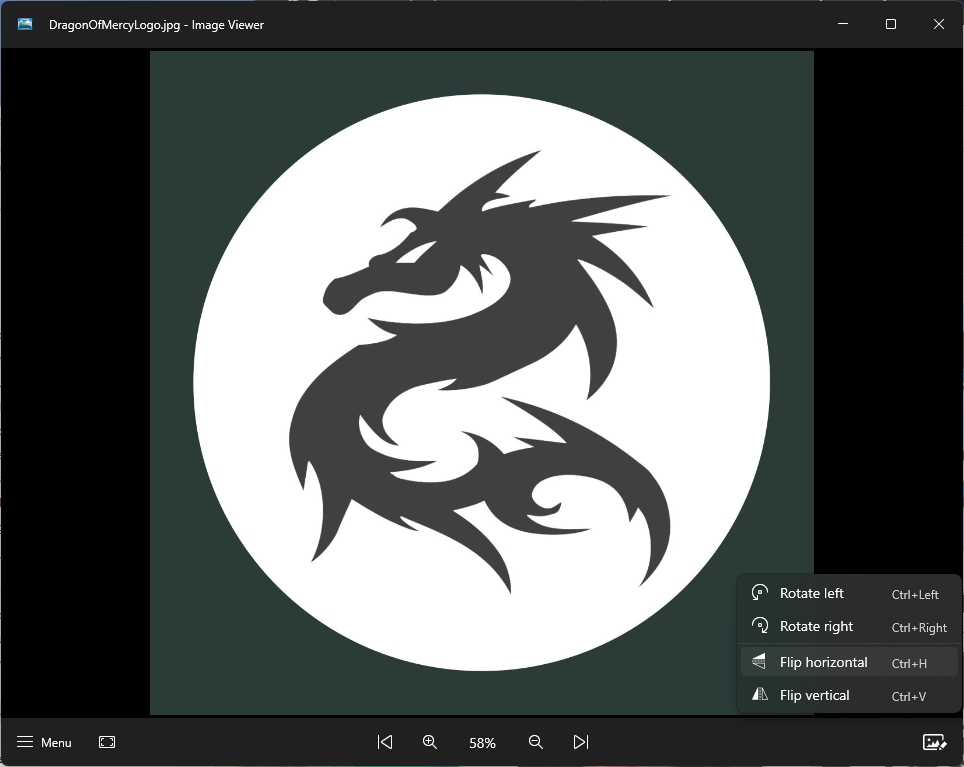 DragonOfMercyLogo.jpg - Image Viewer
Rotate left Ctrl+Left
Rotate right Ctrl+Right
Flip horizontal Ctrl+H
Flip vertical Ctrl+V
Menu 58%